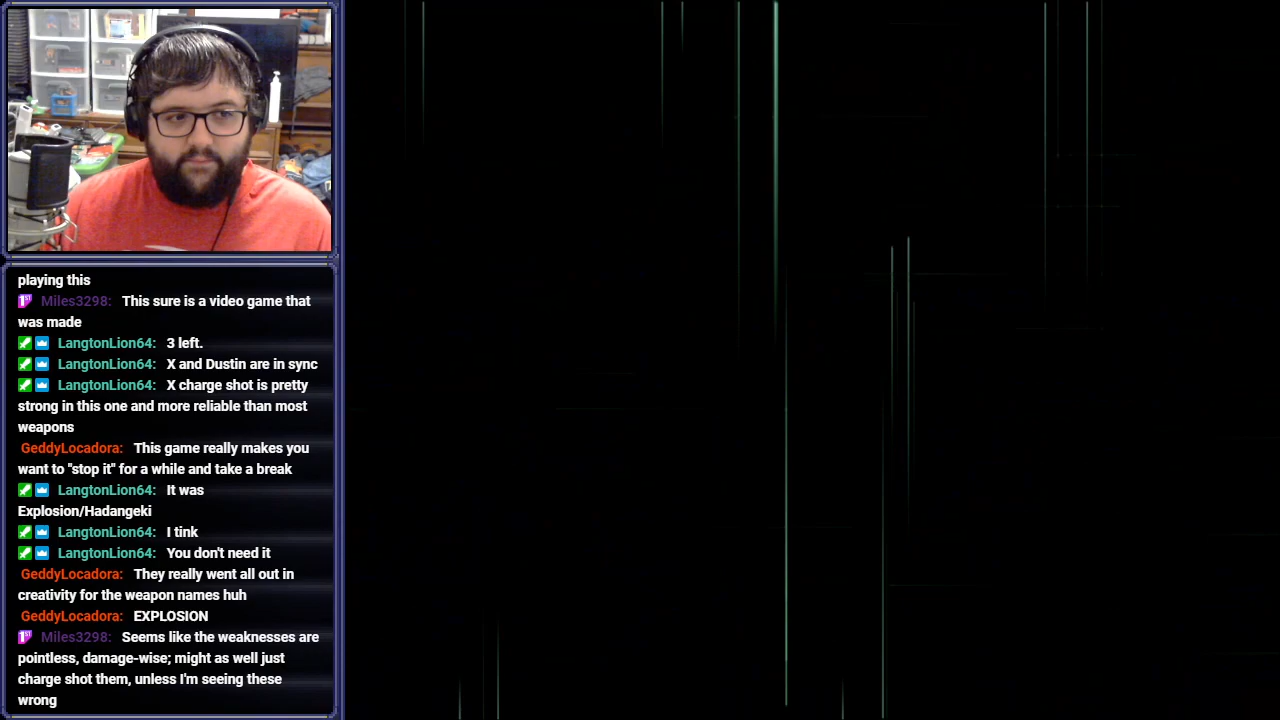 playing this
Miles3298: This sure is a video game that
was made
LangtonLion64: 3 left.
LangtonLion64: X and Dustin are in sync
LangtonLion64: X charge shot is pretty
strong in this one and more reliable than most
weapons
GeddyLocadora: This game really makes you
want to "stop it" for a while and take a break
LangtonLion64: It was
Explosion/Hadangeki
LangtonLion64: I tink
LangtonLion64: You don't need it
GeddyLocadora: They really went all out in
creativity for the weapon names huh
GeddyLocadora: EXPLOSION
Miles3298: Seems like the weaknesses are
pointless, damage-wise; might as well just
charge shot them, unless I'm seeing these
wrong